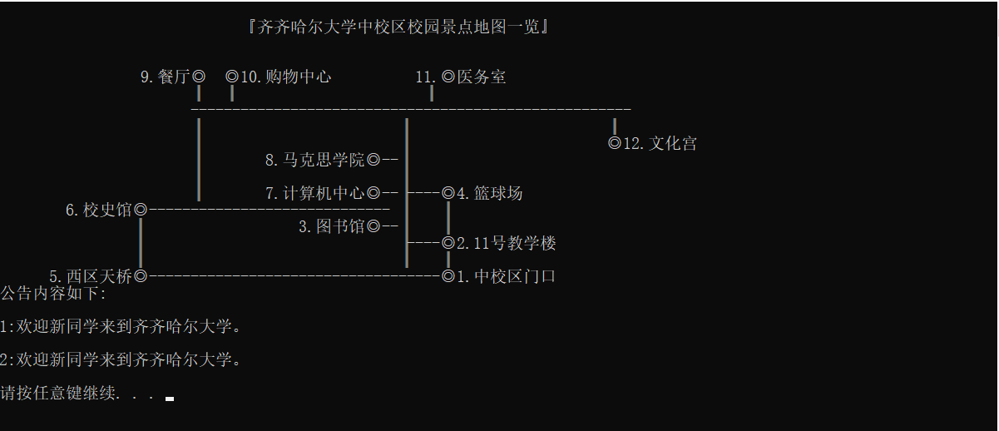 『齐齐哈尔大学中校区校园景点地图一览』
9.餐厅◎ ◎10.购物中心 11.◎医务室
◎12.文化宫
8.马克思学院◎--
7.计算机中心◎-- ----◎4.篮球场
6.校史馆◎-----------------------------
3.图书馆◎--
----◎2.11号教学楼
5.西区天桥◎-----------------------------------◎1.中校区门口
公告内容如下:
1:欢迎新同学来到齐齐哈尔大学。
2:欢迎新同学来到齐齐哈尔大学。
请按任意键继续. . .